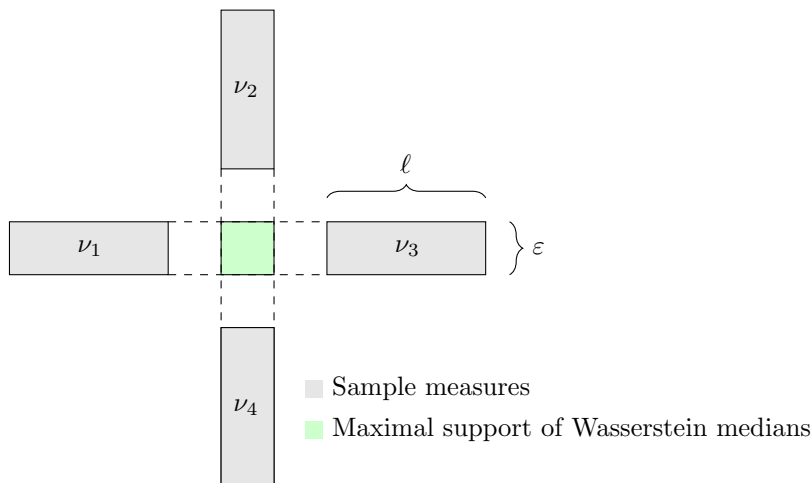 ν₂
ℓ
ν₁
ν₃
ε
ν₄
Sample measures
Maximal support of Wasserstein medians